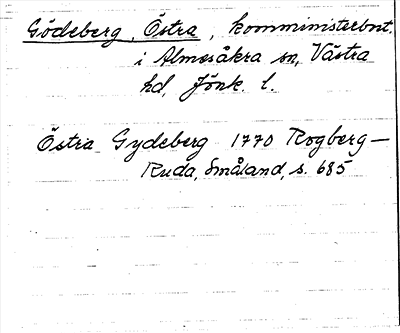 Gödeberg, Östra, komministerbost.
i Almesåkra sn, Västra
hd, Jönk. l.
Östra Gydeberg 1770 Rogberg—
Ruda, Småland, s. 685